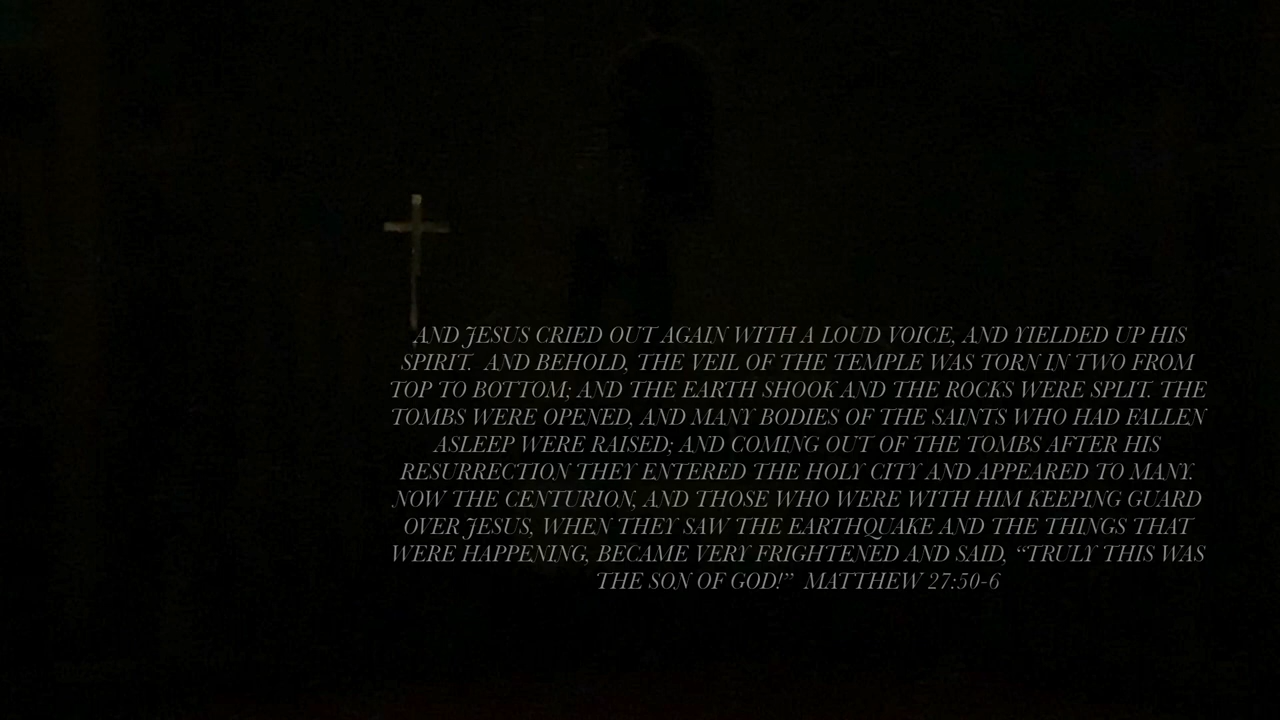 AND JESUS CRIED OUT AGAIN WITH A LOUD VOICE, AND YIELDED UP HIS
SPIRIT.  AND BEHOLD, THE VEIL OF THE TEMPLE WAS TORN IN TWO FROM
TOP TO BOTTOM; AND THE EARTH SHOOK AND THE ROCKS WERE SPLIT. THE
TOMBS WERE OPENED, AND MANY BODIES OF THE SAINTS WHO HAD FALLEN
ASLEEP WERE RAISED; AND COMING OUT OF THE TOMBS AFTER HIS
RESURRECTION THEY ENTERED THE HOLY CITY AND APPEARED TO MANY.
NOW THE CENTURION, AND THOSE WHO WERE WITH HIM KEEPING GUARD
OVER JESUS, WHEN THEY SAW THE EARTHQUAKE AND THE THINGS THAT
WERE HAPPENING, BECAME VERY FRIGHTENED AND SAID, “TRULY THIS WAS
THE SON OF GOD!”  MATTHEW 27:50-6